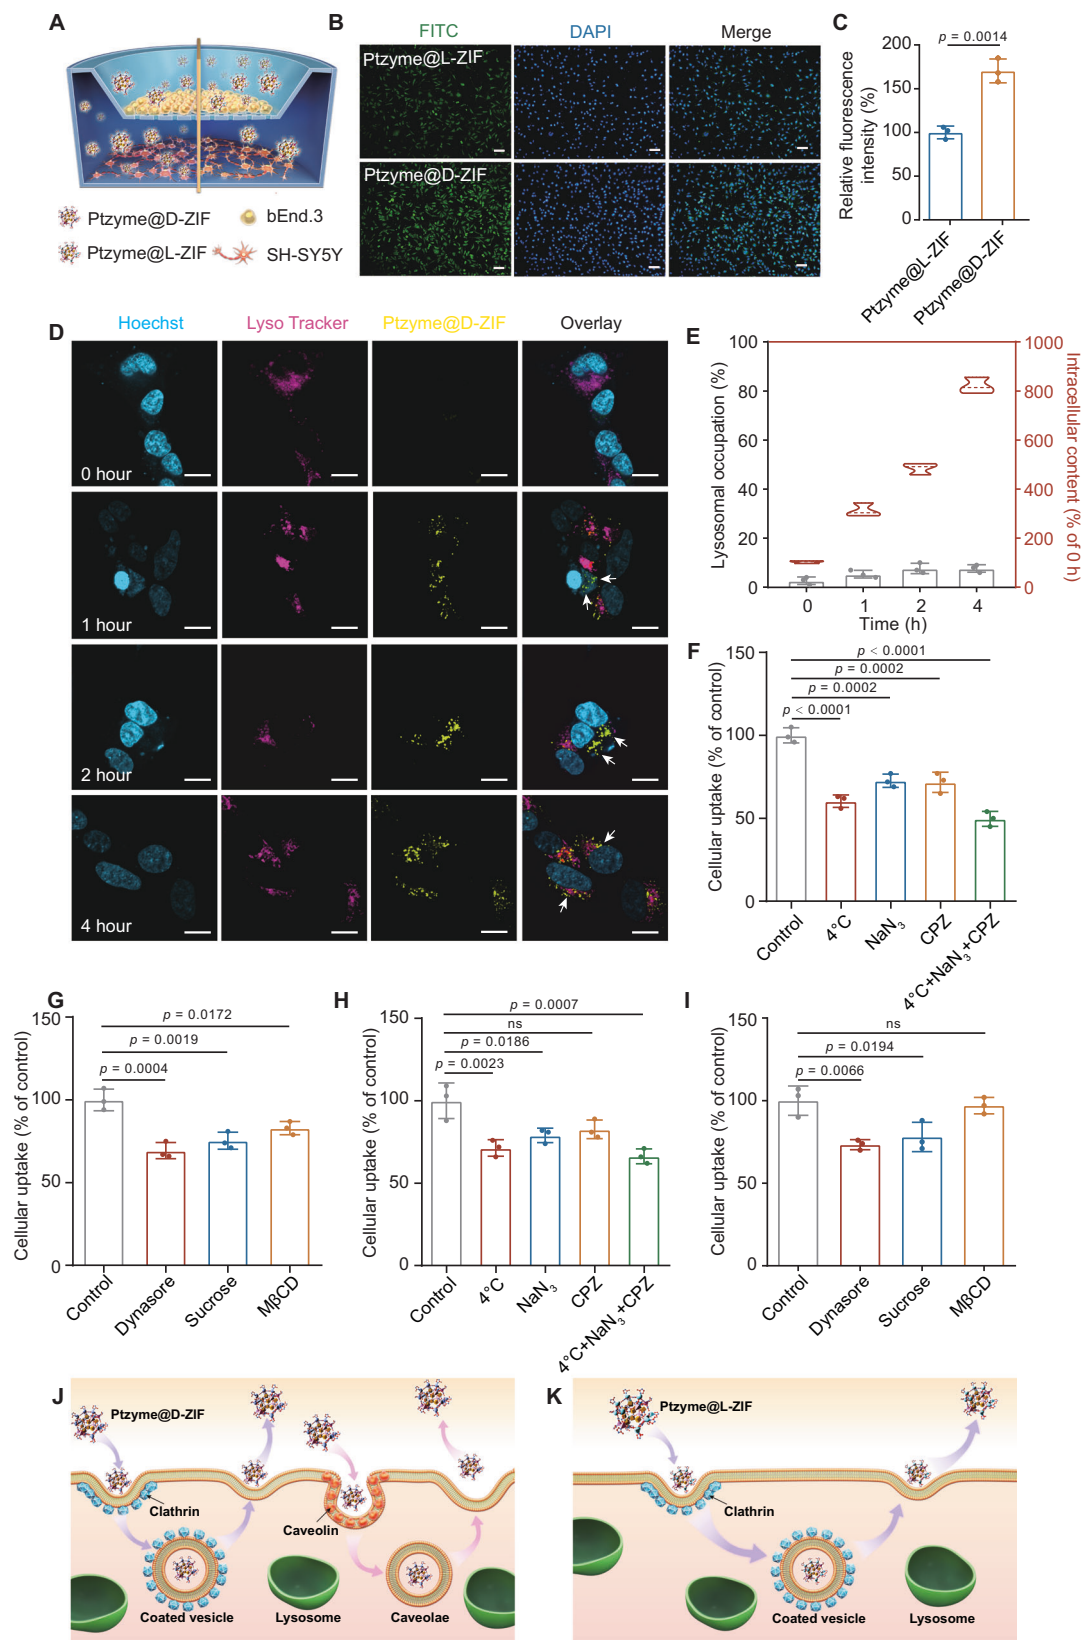 A
Ptzyme@D-ZIF
bEnd.3
Ptzyme@L-ZIF
SH-SY5Y
B
FITC
DAPI
Merge
Ptzyme@L-ZIF
Ptzyme@D-ZIF
C
p = 0.0014
Relative fluorescence
intensity (%)
200
150
100
50
0
Ptzyme@L-ZIF
Ptzyme@D-ZIF
D
Hoechst
Lyso Tracker
Ptzyme@D-ZIF
Overlay
0 hour
1 hour
2 hour
4 hour
E
Lysosomal occupation (%)
100
80
60
40
20
0
1000
800
600
400
200
0
Intracellular content (% of 0 h)
0
1
2
4
Time (h)
F
Cellular uptake (% of control)
150
100
50
0
p < 0.0001
p = 0.0002
p = 0.0002
p < 0.0001
Control
4°C
NaN3
CPZ
4°C+NaN3+CPZ
G
Cellular uptake (% of control)
150
100
50
0
p = 0.0172
p = 0.0019
p = 0.0004
Control
Dynasore
Sucrose
MβCD
H
Cellular uptake (% of control)
150
100
50
0
p = 0.0007
ns
p = 0.0186
p = 0.0023
Control
4°C
NaN3
CPZ
4°C+NaN3+CPZ
I
Cellular uptake (% of control)
150
100
50
0
ns
p = 0.0194
p = 0.0066
Control
Dynasore
Sucrose
MβCD
J
Ptzyme@D-ZIF
Clathrin
Caveolin
Coated vesicle
Lysosome
Caveolae
K
Ptzyme@L-ZIF
Clathrin
Coated vesicle
Lysosome